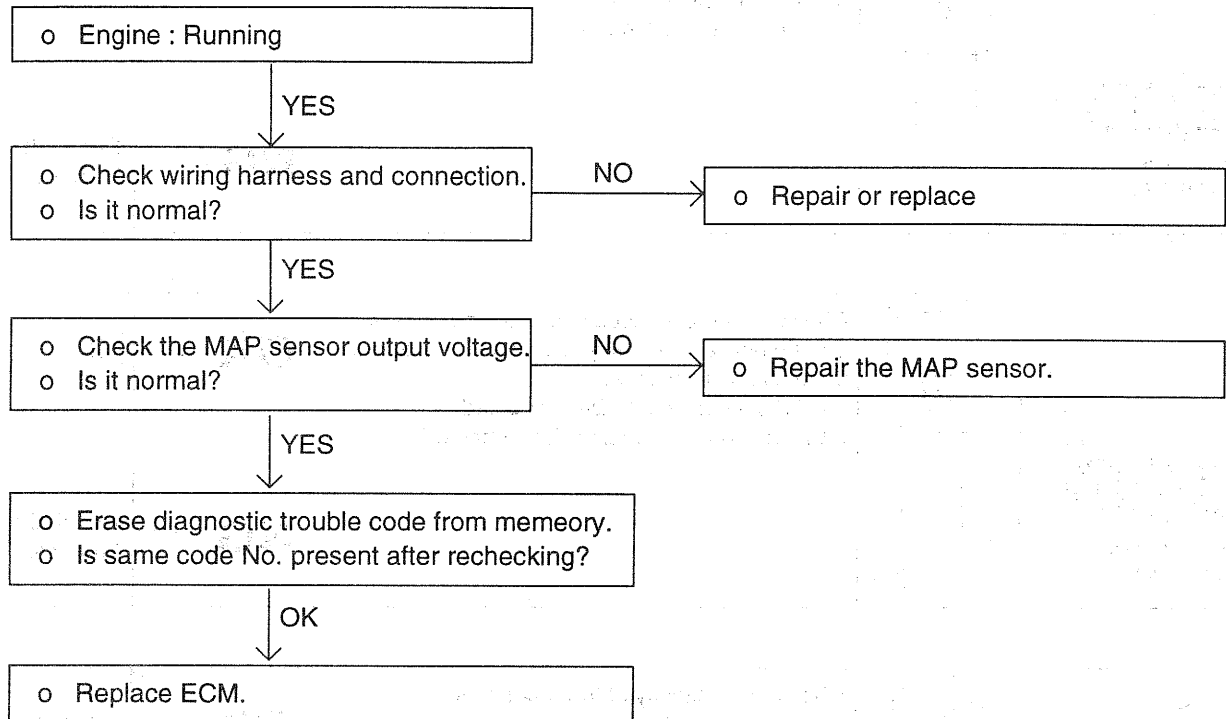 o Engine : Running
YES
o Check wiring harness and connection.
o Is it normal?
NO
o Repair or replace
YES
o Check the MAP sensor output voltage.
o Is it normal?
NO
o Repair the MAP sensor.
YES
o Erase diagnostic trouble code from memeory.
o Is same code No. present after rechecking?
OK
o Replace ECM.